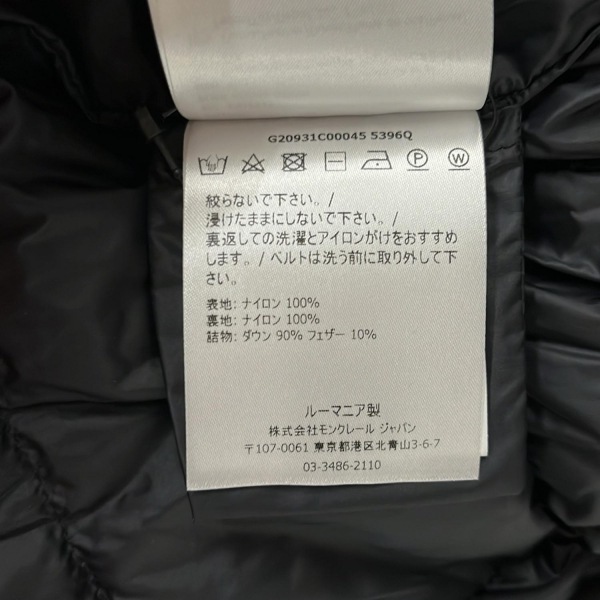 G20931C00045 5396Q
絞らないで下さい。/
浸けたままにしないで下さい。/
裏返しての洗濯とアイロンがけをおすすめ
します。/ ベルトは洗う前に取り外して下
さい。
表地: ナイロン 100%
裏地: ナイロン 100%
詰物: ダウン 90% フェザー 10%
ルーマニア製
株式会社モンクレール ジャパン
〒107-0061 東京都港区北青山3-6-7
03-3486-2110